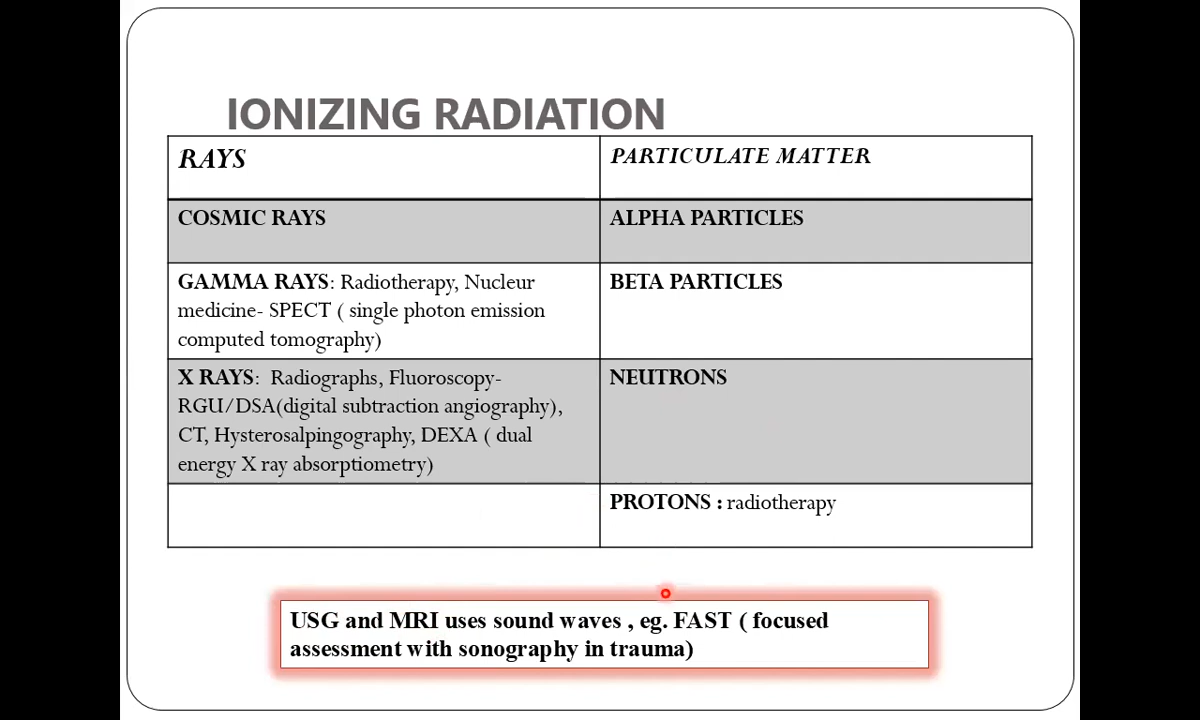 IONIZING RADIATION
RAYS
PARTICULATE MATTER
COSMIC RAYS
ALPHA PARTICLES
GAMMA RAYS: Radiotherapy, Nucleur
medicine- SPECT ( single photon emission
computed tomography)
BETA PARTICLES
X RAYS:  Radiographs, Fluoroscopy-
RGU/DSA(digital subtraction angiography),
CT, Hysterosalpingography, DEXA ( dual
energy X ray absorptiometry)
NEUTRONS
PROTONS : radiotherapy
USG and MRI uses sound waves , eg. FAST ( focused
assessment with sonography in trauma)